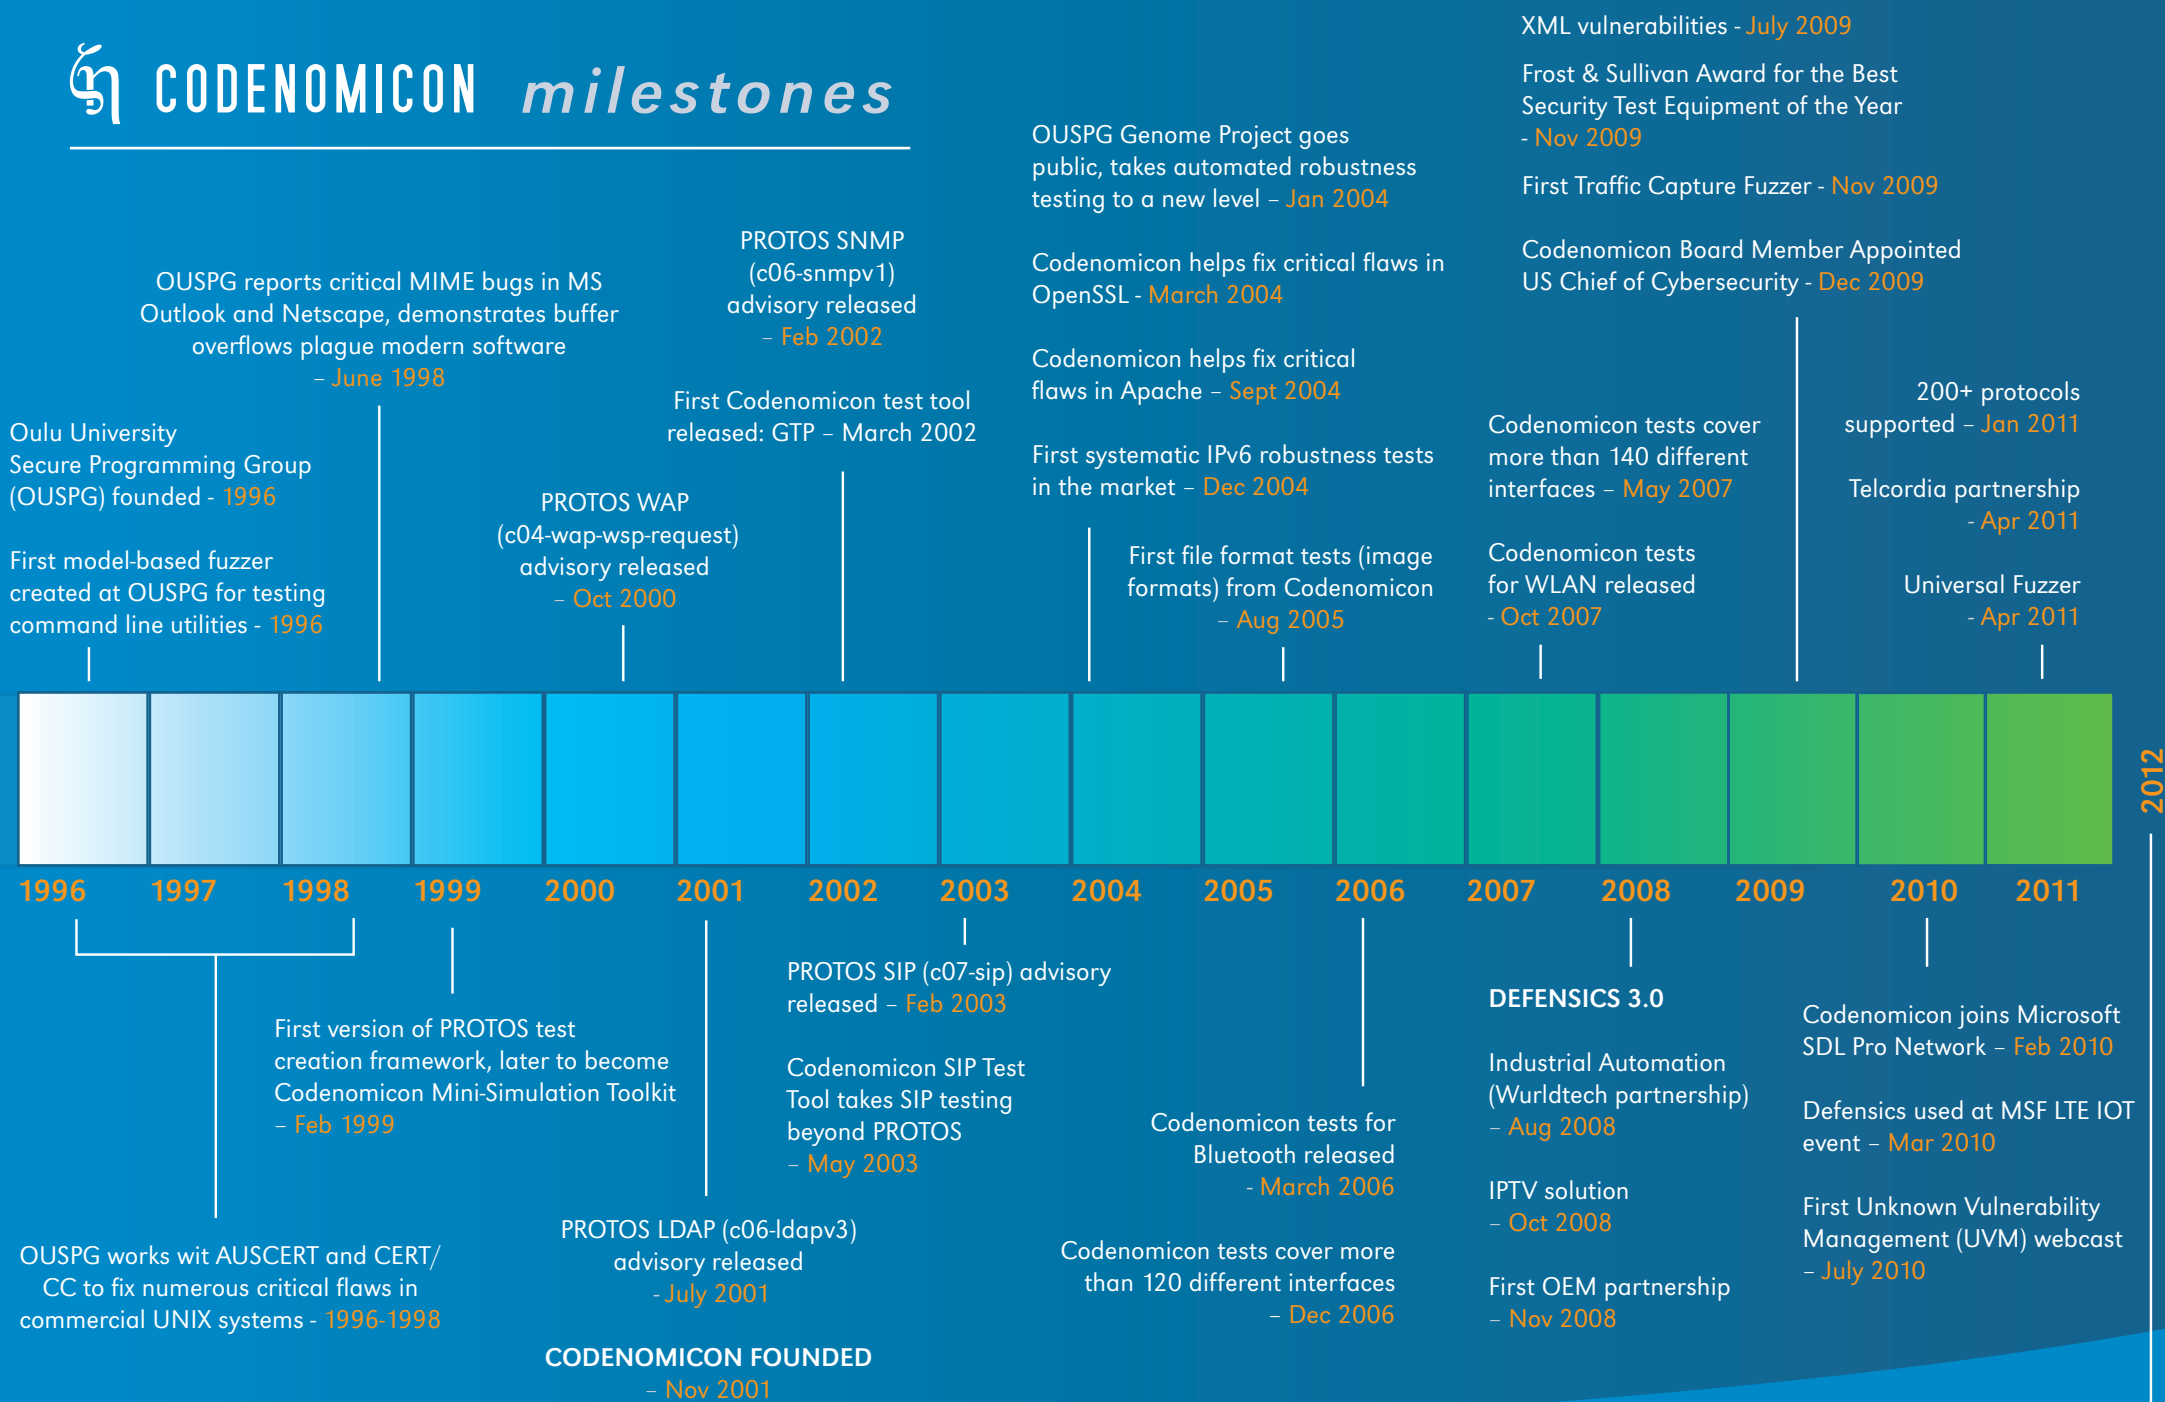 CODENOMICON milestones
XML vulnerabilities - July 2009
Frost & Sullivan Award for the Best
Security Test Equipment of the Year
- Nov 2009
First Traffic Capture Fuzzer - Nov 2009
Codenomicon Board Member Appointed
US Chief of Cybersecurity - Dec 2009
OUSPG Genome Project goes
public, takes automated robustness
testing to a new level – Jan 2004
Codenomicon helps fix critical flaws in
OpenSSL - March 2004
Codenomicon helps fix critical
flaws in Apache – Sept 2004
First systematic IPv6 robustness tests
in the market – Dec 2004
PROTOS SNMP
(c06-snmpv1)
advisory released
– Feb 2002
First Codenomicon test tool
released: GTP – March 2002
OUSPG reports critical MIME bugs in MS
Outlook and Netscape, demonstrates buffer
overflows plague modern software
– June 1998
Oulu University
Secure Programming Group
(OUSPG) founded - 1996
First model-based fuzzer
created at OUSPG for testing
command line utilities - 1996
PROTOS WAP
(c04-wap-wsp-request)
advisory released
– Oct 2000
First file format tests (image
formats) from Codenomicon
– Aug 2005
Codenomicon tests cover
more than 140 different
interfaces – May 2007
Codenomicon tests
for WLAN released
- Oct 2007
200+ protocols
supported – Jan 2011
Telcordia partnership
- Apr 2011
Universal Fuzzer
- Apr 2011
2012
1996 1997 1998 1999 2000 2001 2002 2003 2004 2005 2006 2007 2008 2009 2010 2011
OUSPG works wit AUSCERT and CERT/
CC to fix numerous critical flaws in
commercial UNIX systems - 1996-1998
First version of PROTOS test
creation framework, later to become
Codenomicon Mini-Simulation Toolkit
– Feb 1999
PROTOS LDAP (c06-ldapv3)
advisory released
- July 2001
CODENOMICON FOUNDED
– Nov 2001
PROTOS SIP (c07-sip) advisory
released – Feb 2003
Codenomicon SIP Test
Tool takes SIP testing
beyond PROTOS
– May 2003
Codenomicon tests for
Bluetooth released
- March 2006
Codenomicon tests cover more
than 120 different interfaces
– Dec 2006
DEFENSICS 3.0
Industrial Automation
(Wurldtech partnership)
– Aug 2008
IPTV solution
– Oct 2008
First OEM partnership
– Nov 2008
Codenomicon joins Microsoft
SDL Pro Network – Feb 2010
Defensics used at MSF LTE IOT
event – Mar 2010
First Unknown Vulnerability
Management (UVM) webcast
– July 2010